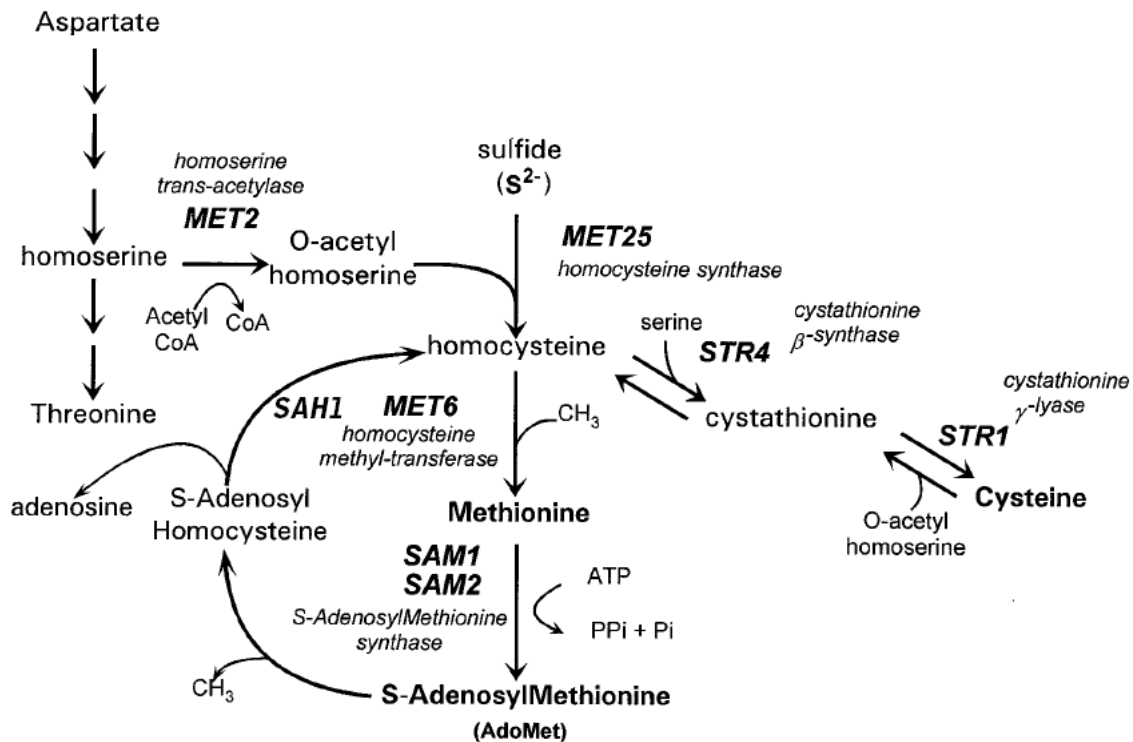 Aspartate
homoserine
trans-acetylase
MET2
sulfide
(S2-)
homoserine
O-acetyl
homoserine
MET25
homocysteine synthase
Acetyl
CoA
CoA
homocysteine
serine
STR4
cystathionine
β-synthase
Threonine
SAH1
MET6
homocysteine
methyl-transferase
CH3
cystathionine
STR1
cystathionine
γ-lyase
adenosine
S-Adenosyl
Homocysteine
Methionine
Cysteine
O-acetyl
homoserine
SAM1
SAM2
S-AdenosylMethionine
synthase
ATP
PPi + Pi
CH3
S-AdenosylMethionine
(AdoMet)